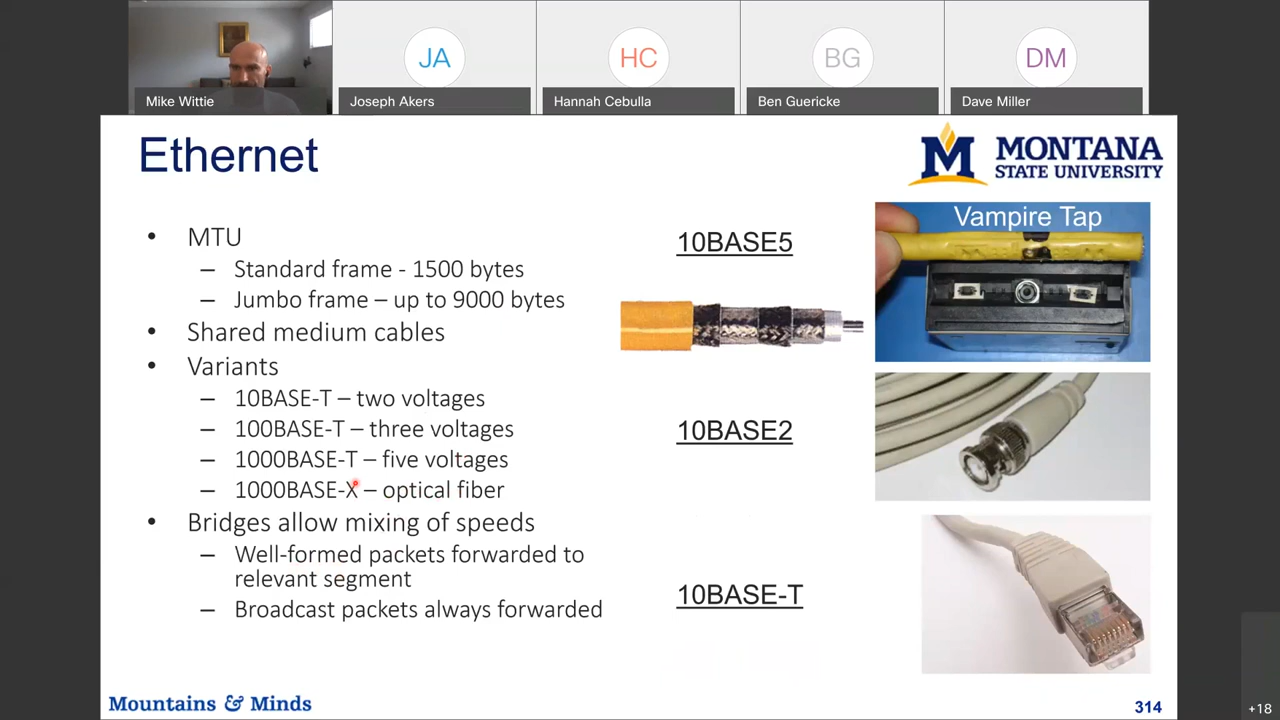 JA
HC
BG
DM
Mike Wittie
Joseph Akers
Hannah Cebulla
Ben Guericke
Dave Miller
Ethernet
MONTANA
STATE UNIVERSITY
M
• MTU
– Standard frame - 1500 bytes
– Jumbo frame – up to 9000 bytes
• Shared medium cables
• Variants
– 10BASE-T – two voltages
– 100BASE-T – three voltages
– 1000BASE-T – five voltages
– 1000BASE-X – optical fiber
• Bridges allow mixing of speeds
– Well-formed packets forwarded to
relevant segment
– Broadcast packets always forwarded
10BASE5
Vampire Tap
10BASE2
10BASE-T
Mountains & Minds
314
+18